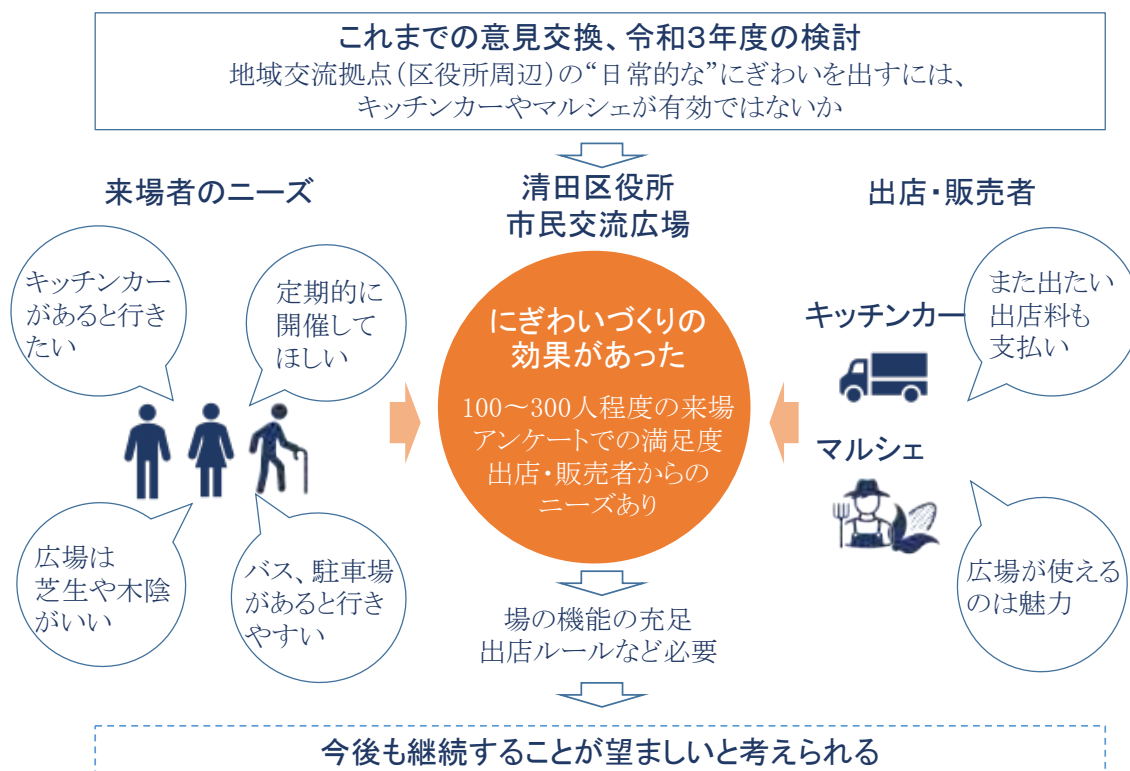 これまでの意見交換、令和3年度の検討
地域交流拠点(区役所周辺)の“日常的な”にぎわいを出すには、
キッチンカーやマルシェが有効ではないか
来場者のニーズ
清田区役所
市民交流広場
出店・販売者
キッチンカー
があると行き
たい
定期的に
開催して
ほしい
にぎわいづくりの
効果があった
100～300人程度の来場
アンケートでの満足度
出店・販売者からの
ニーズあり
キッチンカー
また出たい
出店料も
支払い
マルシェ
広場は
芝生や木陰
がいい
バス、駐車場
があると行き
やすい
広場が使える
のは魅力
場の機能の充足
出店ルールなど必要
今後も継続することが望ましいと考えられる